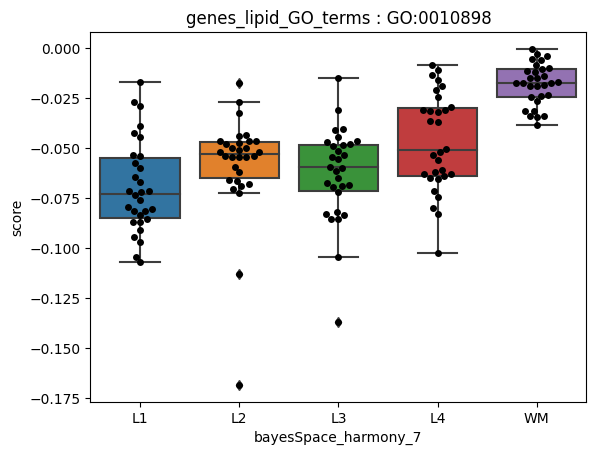 genes_lipid_GO_terms : GO:0010898
0.000
−0.025
−0.050
−0.075
−0.100
−0.125
−0.150
−0.175
score
L1 L2 L3 L4 WM
bayesSpace_harmony_7